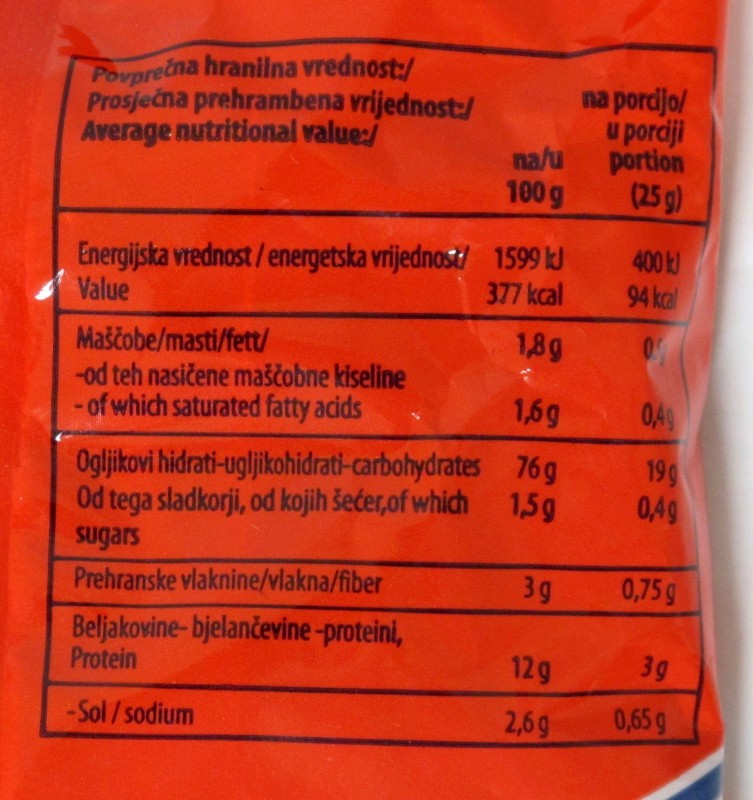 Povprečna hranilna vrednost:/
Prosječna prehrambena vrijednost:/
Average nutritional value:/
na/u
100 g
na porcijo/
u porciji
portion
(25 g)
Energijska vrednost / energetska vrijednost/ 1599 kJ 400 kJ
Value 377 kcal 94 kcal
Maščobe/masti/fett/ 1,8 g
-od teh nasičene maščobne kiseline
- of which saturated fatty acids 1,6 g 0,4 g
Ogljikovi hidrati-ugljikohidrati-carbohydrates 76 g 19 g
Od tega sladkorji, od kojih šećer,of which 1,5 g 0,4 g
sugars
Prehranske vlaknine/vlakna/fiber 3 g 0,75 g
Beljakovine- bjelančevine -proteini,
Protein 12 g 3 g
-Sol / sodium 2,6 g 0,65 g